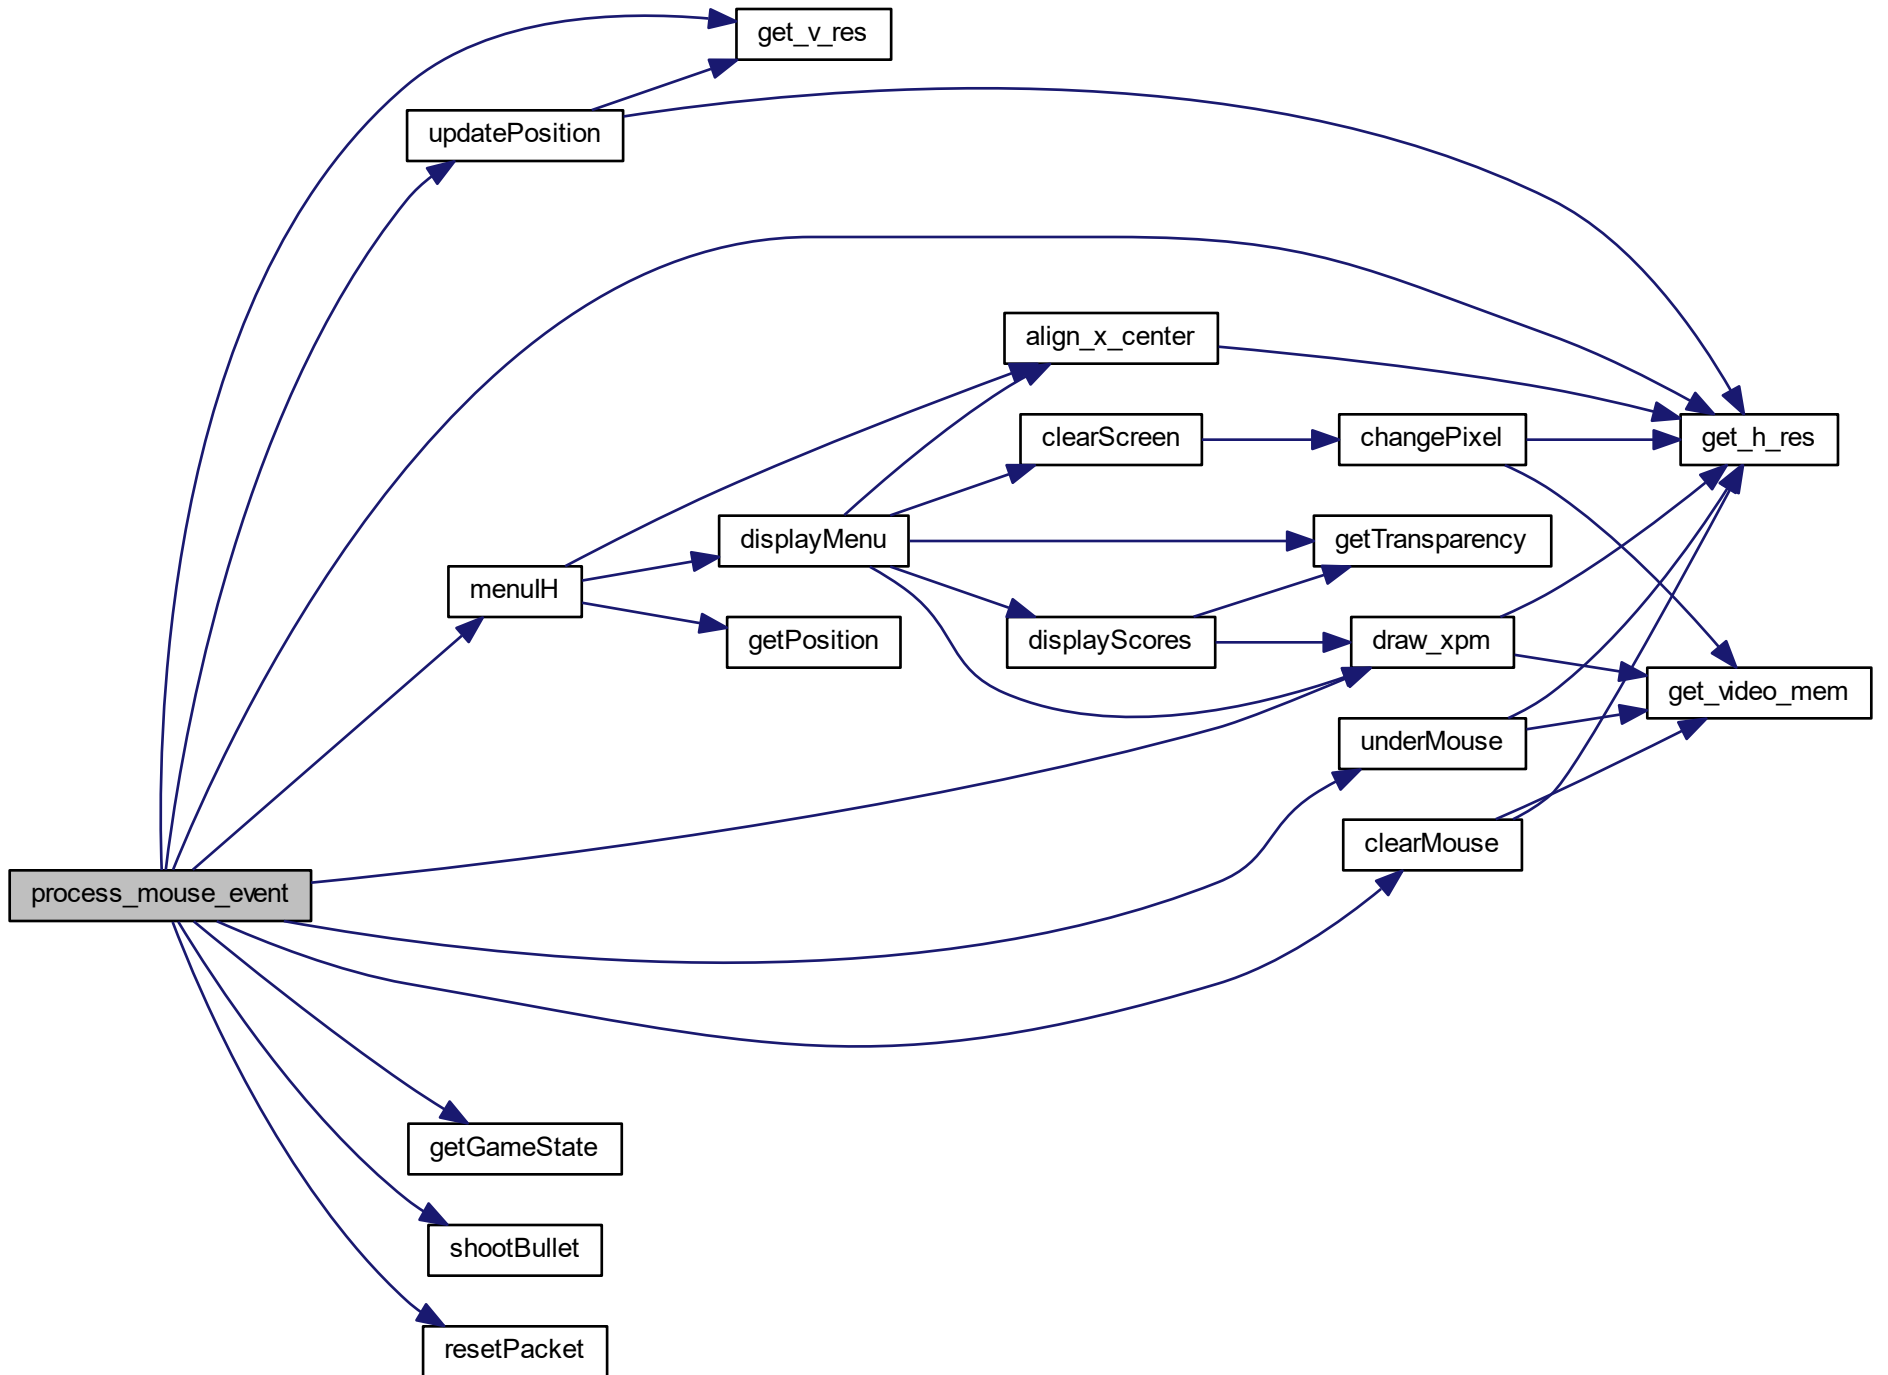 get_v_res
updatePosition
align_x_center
clearScreen
changePixel
get_h_res
displayMenu
getTransparency
menuIH
getPosition
displayScores
draw_xpm
get_video_mem
underMouse
clearMouse
process_mouse_event
getGameState
shootBullet
resetPacket